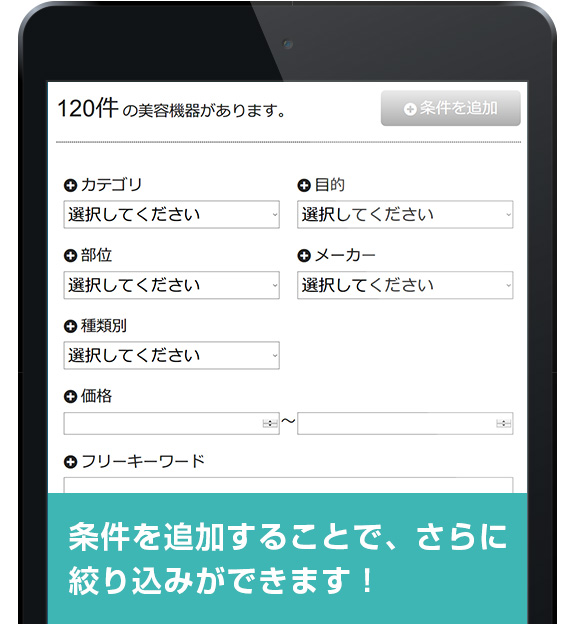 120件 の美容機器があります。
条件を追加
カテゴリ 目的
選択してください 選択してください
部位 メーカー
選択してください 選択してください
種類別
選択してください
価格
～
フリーキーワード
条件を追加することで、さらに
絞り込みができます！